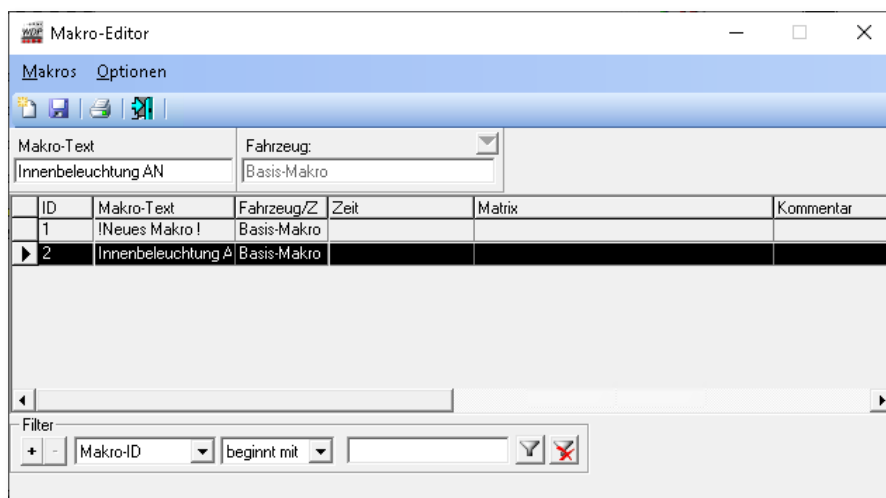 WDP Makro-Editor
Makros Optionen
Makro-Text Fahrzeug:
Innenbeleuchtung AN Basis-Makro
ID Makro-Text Fahrzeug/Z Zeit Matrix Kommentar
1 !Neues Makro ! Basis-Makro
2 Innenbeleuchtung A Basis-Makro
Filter
+ - Makro-ID beginnt mit